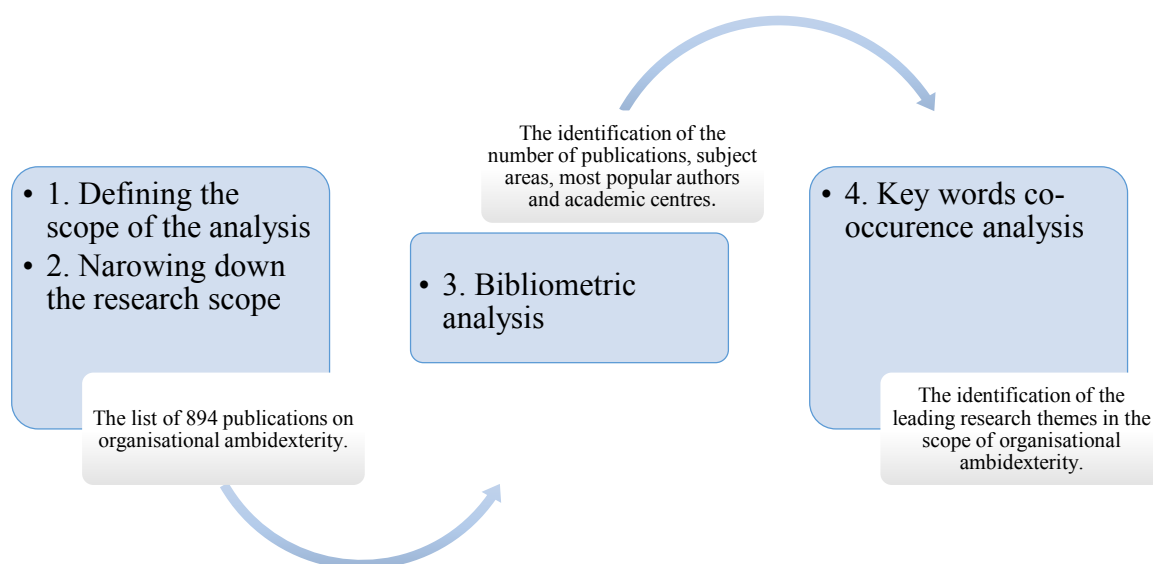 • 1. Defining the
scope of the analysis
• 2. Narowing down
the research scope
The list of 894 publications on
organisational ambidexterity.
The identification of the
number of publications, subject
areas, most popular authors
and academic centres.
• 3. Bibliometric
analysis
• 4. Key words co-
occurence analysis
The identification of the
leading research themes in the
scope of organisational
ambidexterity.